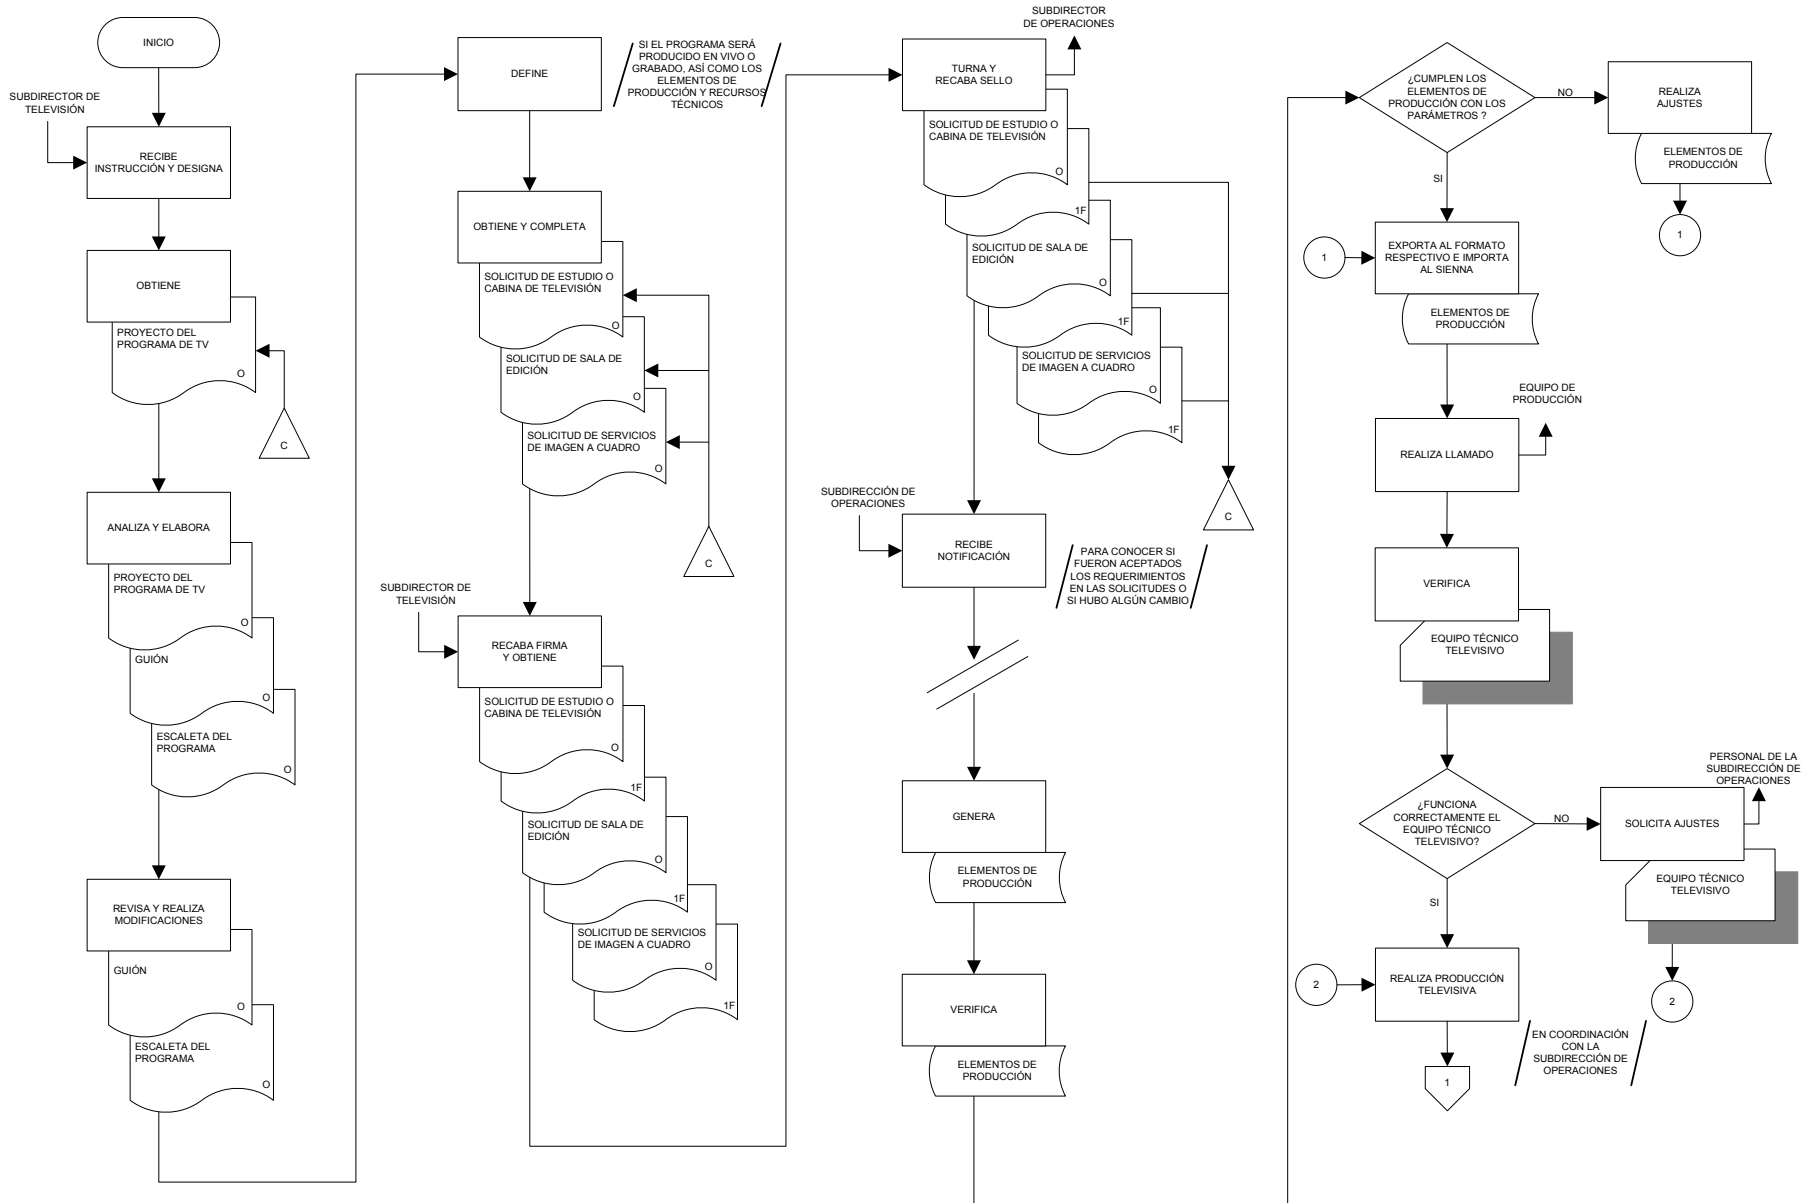 INICIO
SUBDIRECTOR DE
TELEVISIÓN
RECIBE
INSTRUCCIÓN Y DESIGNA
OBTIENE
PROYECTO DEL
PROGRAMA DE TV
O
C
ANALIZA Y ELABORA
PROYECTO DEL
PROGRAMA DE TV
O
GUIÓN
O
ESCALETA DEL
PROGRAMA
O
REVISA Y REALIZA
MODIFICACIONES
GUIÓN
O
ESCALETA DEL
PROGRAMA
O
DEFINE
SI EL PROGRAMA SERÁ
PRODUCIDO EN VIVO O
GRABADO, ASÍ COMO LOS
ELEMENTOS DE
PRODUCCIÓN Y RECURSOS
TÉCNICOS
OBTIENE Y COMPLETA
SOLICITUD DE ESTUDIO O
CABINA DE TELEVISIÓN
O
SOLICITUD DE SALA DE
EDICIÓN
O
SOLICITUD DE SERVICIOS
DE IMAGEN A CUADRO
O
C
SUBDIRECTOR DE
TELEVISIÓN
RECABA FIRMA
Y OBTIENE
SOLICITUD DE ESTUDIO O
CABINA DE TELEVISIÓN
O
1F
SOLICITUD DE SALA DE
EDICIÓN
O
1F
SOLICITUD DE SERVICIOS
DE IMAGEN A CUADRO
O
1F
SUBDIRECTOR
DE OPERACIONES
TURNA Y
RECABA SELLO
SOLICITUD DE ESTUDIO O
CABINA DE TELEVISIÓN
O
1F
SOLICITUD DE SALA DE
EDICIÓN
O
1F
SOLICITUD DE SERVICIOS
DE IMAGEN A CUADRO
O
1F
C
SUBDIRECCIÓN DE
OPERACIONES
RECIBE
NOTIFICACIÓN
PARA CONOCER SI
FUERON ACEPTADOS
LOS REQUERIMIENTOS
EN LAS SOLICITUDES O
SI HUBO ALGÚN CAMBIO
GENERA
ELEMENTOS DE
PRODUCCIÓN
VERIFICA
ELEMENTOS DE
PRODUCCIÓN
¿CUMPLEN LOS
ELEMENTOS DE
PRODUCCIÓN CON LOS
PARÁMETROS ?
NO
REALIZA
AJUSTES
ELEMENTOS DE
PRODUCCIÓN
1
SI
1
EXPORTA AL FORMATO
RESPECTIVO E IMPORTA
AL SIENNA
ELEMENTOS DE
PRODUCCIÓN
EQUIPO DE
PRODUCCIÓN
REALIZA LLAMADO
VERIFICA
EQUIPO TÉCNICO
TELEVISIVO
¿FUNCIONA
CORRECTAMENTE EL
EQUIPO TÉCNICO
TELEVISIVO?
NO
PERSONAL DE LA
SUBDIRECCIÓN DE
OPERACIONES
SOLICITA AJUSTES
EQUIPO TÉCNICO
TELEVISIVO
2
SI
2
REALIZA PRODUCCIÓN
TELEVISIVA
EN COORDINACIÓN
CON LA
SUBDIRECCIÓN DE
OPERACIONES
1